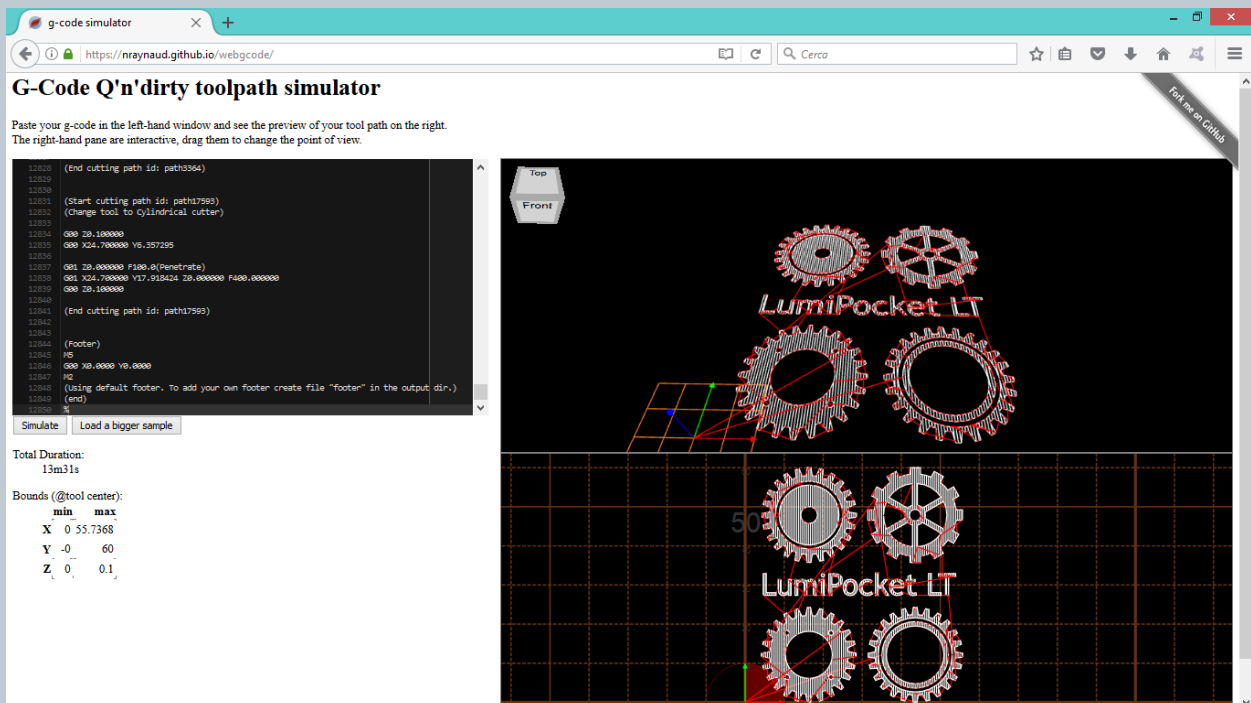 g-code simulator
https://nraynaud.github.io/webgcode/
Cerca
G-Code Q'n'dirty toolpath simulator
Fork me on GitHub
Paste your g-code in the left-hand window and see the preview of your tool path on the right.
The right-hand pane are interactive, drag them to change the point of view.
12828 (End cutting path id: path3364)
12829
12830
12831 (Start cutting path id: path17593)
12832 (Change tool to Cylindrical cutter)
12833
12834 G00 Z0.100000
12835 G00 X24.700000 Y6.357295
12836
12837 G01 Z0.000000 F100.0(Penetrate)
12838 G01 X24.700000 Y17.918424 Z0.000000 F400.000000
12839 G00 Z0.100000
12840
12841 (End cutting path id: path17593)
12842
12843
12844 (Footer)
12845 M5
12846 G00 X0.0000 Y0.0000
12847 M2
12848 (Using default footer. To add your own footer create file "footer" in the output dir.)
12849 (end)
12850 %
Top
Front
LumiPocket LT
Simulate
Load a bigger sample
Total Duration:
13m31s
Bounds (@tool center):
min max
X 0 55.7368
Y -0 60
Z 0 0.1
50
LumiPocket LT